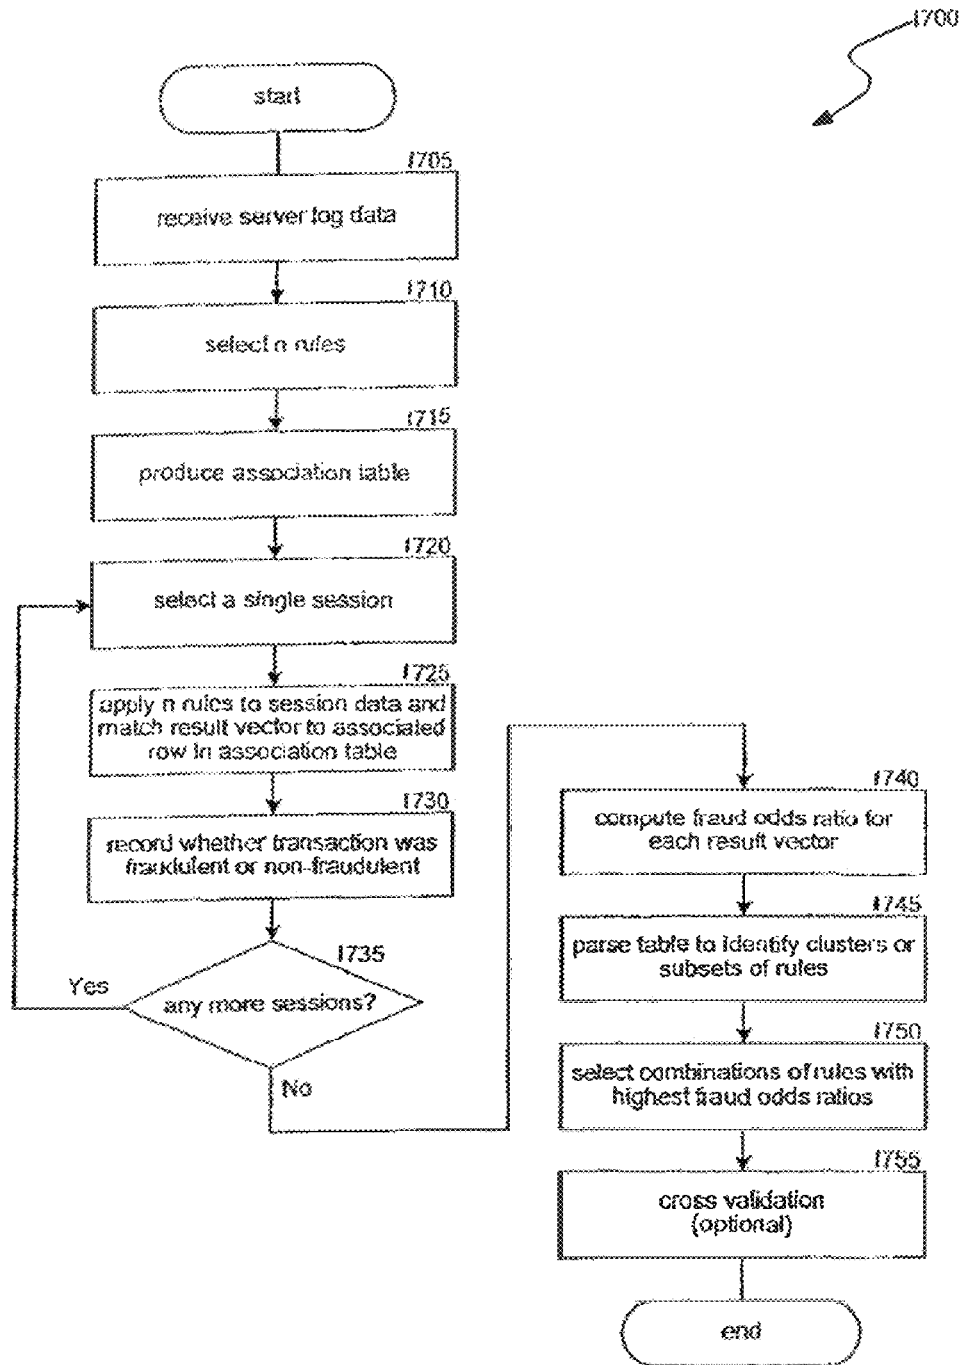 1700
start
1705
receive server log data
1710
select n rules
1715
produce association table
1720
select a single session
1725
apply n rules to session data and
match result vector to associated
row in association table
1730
record whether transaction was
fraudulent or non-fraudulent
1735
any more sessions?
Yes
No
1740
compute fraud odds ratio for
each result vector
1745
parse table to identify clusters or
subsets of rules
1750
select combinations of rules with
highest fraud odds ratios
1755
cross validation
(optional)
end